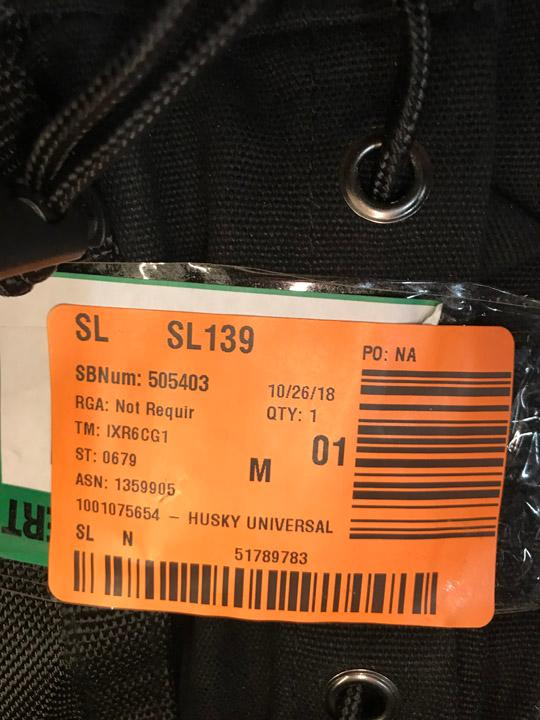 SL SL139
PO: NA
SBNum: 505403
10/26/18
RGA: Not Requir
QTY: 1
TM: IXR6CG1
M 01
ST: 0679
ASN: 1359905
1001075654 – HUSKY UNIVERSAL
SL N
51789783
ERT